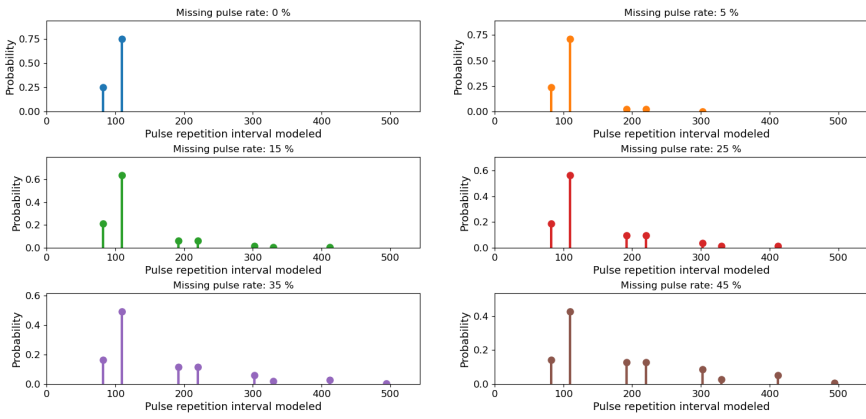 Missing pulse rate: 0 %
Probability
0.75
0.50
0.25
0.00
0 100 200 300 400 500
Pulse repetition interval modeled
Missing pulse rate: 5 %
Probability
0.75
0.50
0.25
0.00
0 100 200 300 400 500
Pulse repetition interval modeled
Missing pulse rate: 15 %
Probability
0.6
0.4
0.2
0.0
0 100 200 300 400 500
Pulse repetition interval modeled
Missing pulse rate: 25 %
Probability
0.6
0.4
0.2
0.0
0 100 200 300 400 500
Pulse repetition interval modeled
Missing pulse rate: 35 %
Probability
0.6
0.4
0.2
0.0
0 100 200 300 400 500
Pulse repetition interval modeled
Missing pulse rate: 45 %
Probability
0.4
0.2
0.0
0 100 200 300 400 500
Pulse repetition interval modeled